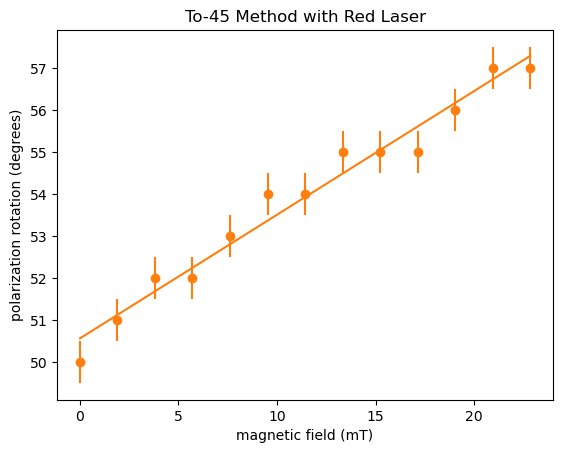 To-45 Method with Red Laser
polarization rotation (degrees)
57
56
55
54
53
52
51
50
0 5 10 15 20
magnetic field (mT)